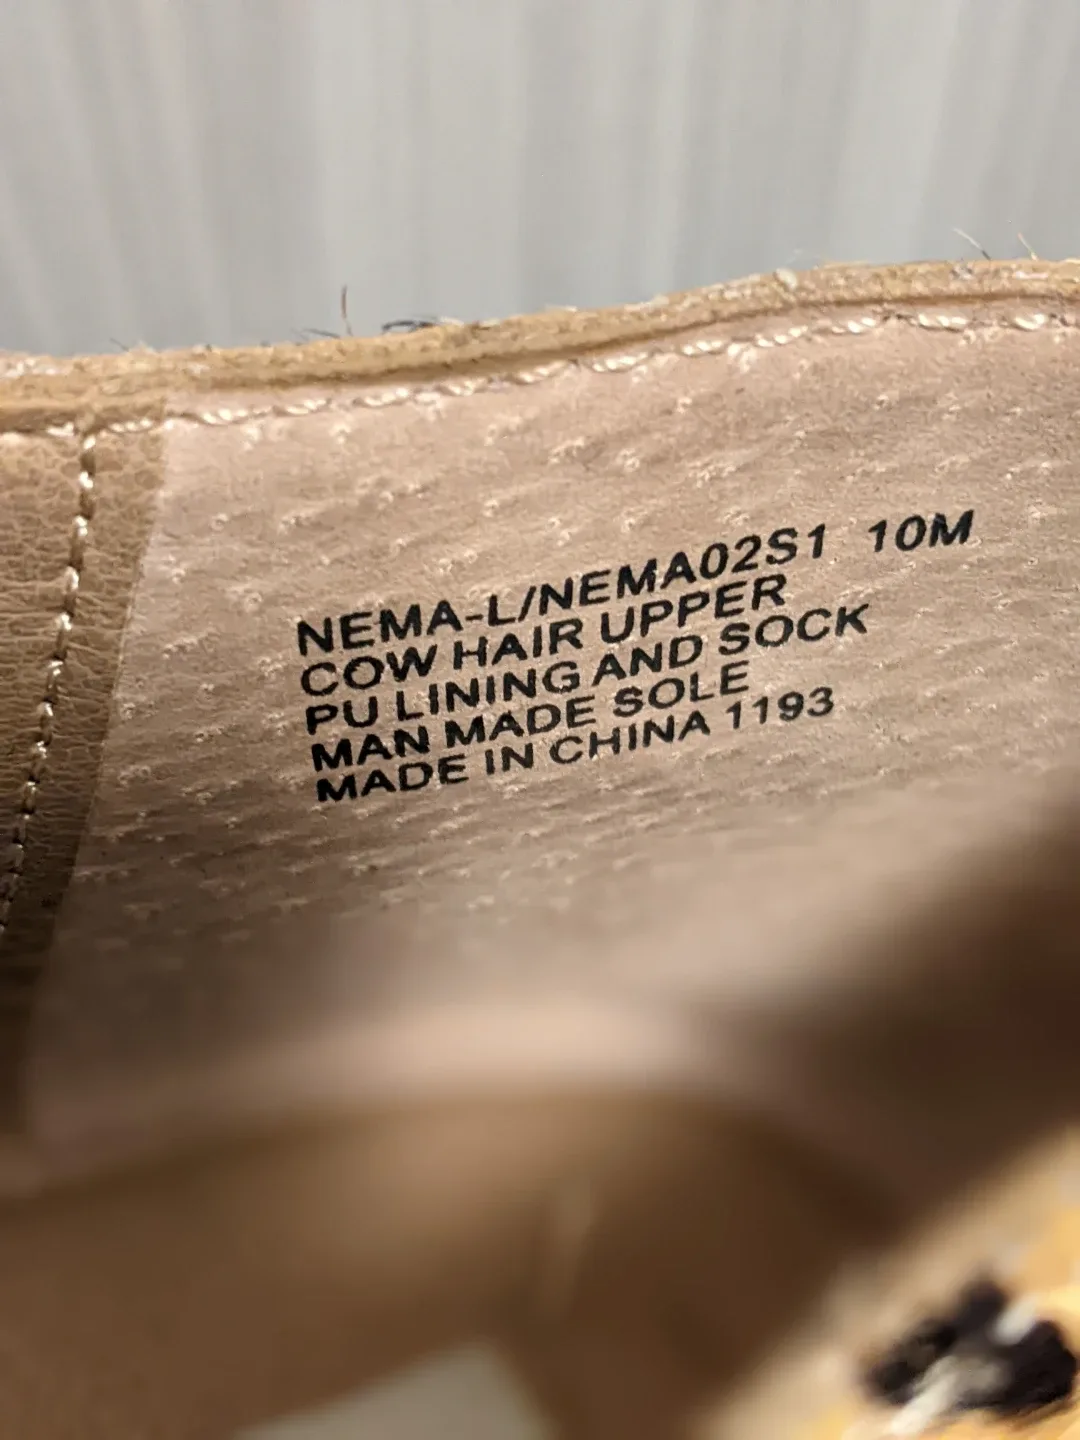 NEMA-L/NEMA02S1 10M
COW HAIR UPPER
PU LINING AND SOCK
MAN MADE SOLE
MADE IN CHINA 1193